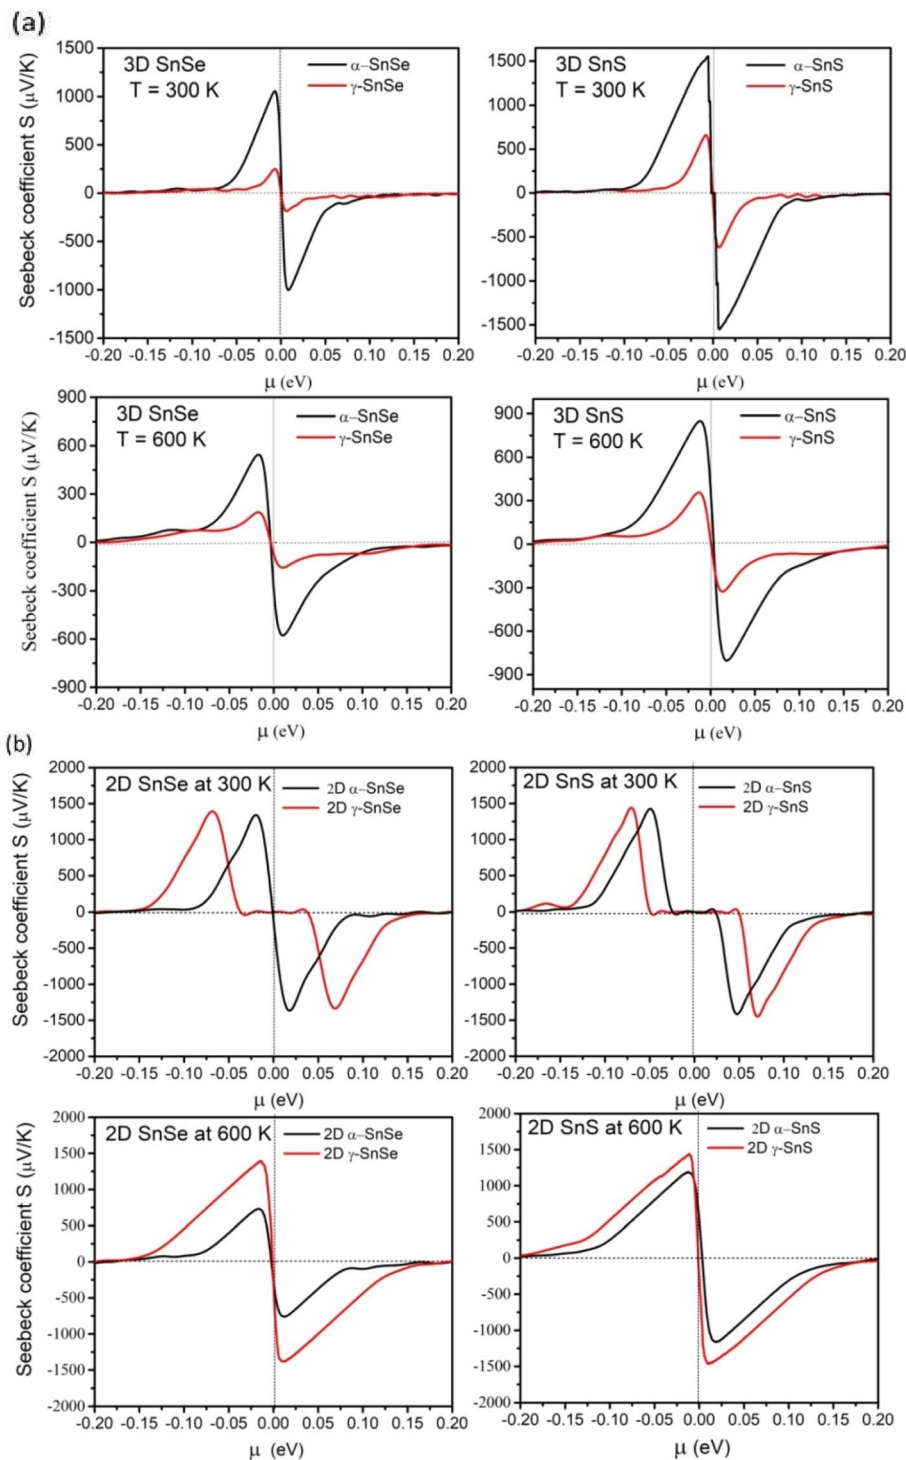 (a)
3D SnSe
T = 300 K
α–SnSe
γ-SnSe
Seebeck coefficient S (μV/K)
1500
1000
500
0
-500
-1000
-1500
-0.20 -0.15 -0.10 -0.05 0.00 0.05 0.10 0.15 0.20
μ (eV)
3D SnS
T = 300 K
α–SnS
γ-SnS
1500
1000
500
0
-500
-1000
-1500
-0.20 -0.15 -0.10 -0.05 0.00 0.05 0.10 0.15 0.20
μ (eV)
3D SnSe
T = 600 K
α–SnSe
γ-SnSe
Seebeck coefficient S (μV/K)
900
600
300
0
-300
-600
-900
-0.20 -0.15 -0.10 -0.05 0.00 0.05 0.10 0.15 0.20
μ (eV)
3D SnS
T = 600 K
α–SnS
γ-SnS
900
600
300
0
-300
-600
-900
-0.20 -0.15 -0.10 -0.05 0.00 0.05 0.10 0.15 0.20
μ (eV)
(b)
2D SnSe at 300 K
2D α–SnSe
2D γ-SnSe
Seebeck coefficient S (μV/K)
2000
1500
1000
500
0
-500
-1000
-1500
-2000
-0.20 -0.15 -0.10 -0.05 0.00 0.05 0.10 0.15 0.20
μ (eV)
2D SnS at 300 K
2D α–SnS
2D γ-SnS
2000
1500
1000
500
0
-500
-1000
-1500
-2000
-0.20 -0.15 -0.10 -0.05 0.00 0.05 0.10 0.15 0.20
μ (eV)
2D SnSe at 600 K
2D α–SnSe
2D γ-SnSe
Seebeck coefficient S (μV/K)
2000
1500
1000
500
0
-500
-1000
-1500
-2000
-0.20 -0.15 -0.10 -0.05 0.00 0.05 0.10 0.15 0.20
μ (eV)
2D SnS at 600 K
2D α–SnS
2D γ-SnS
2000
1500
1000
500
0
-500
-1000
-1500
-2000
-0.20 -0.15 -0.10 -0.05 0.00 0.05 0.10 0.15 0.20
μ (eV)